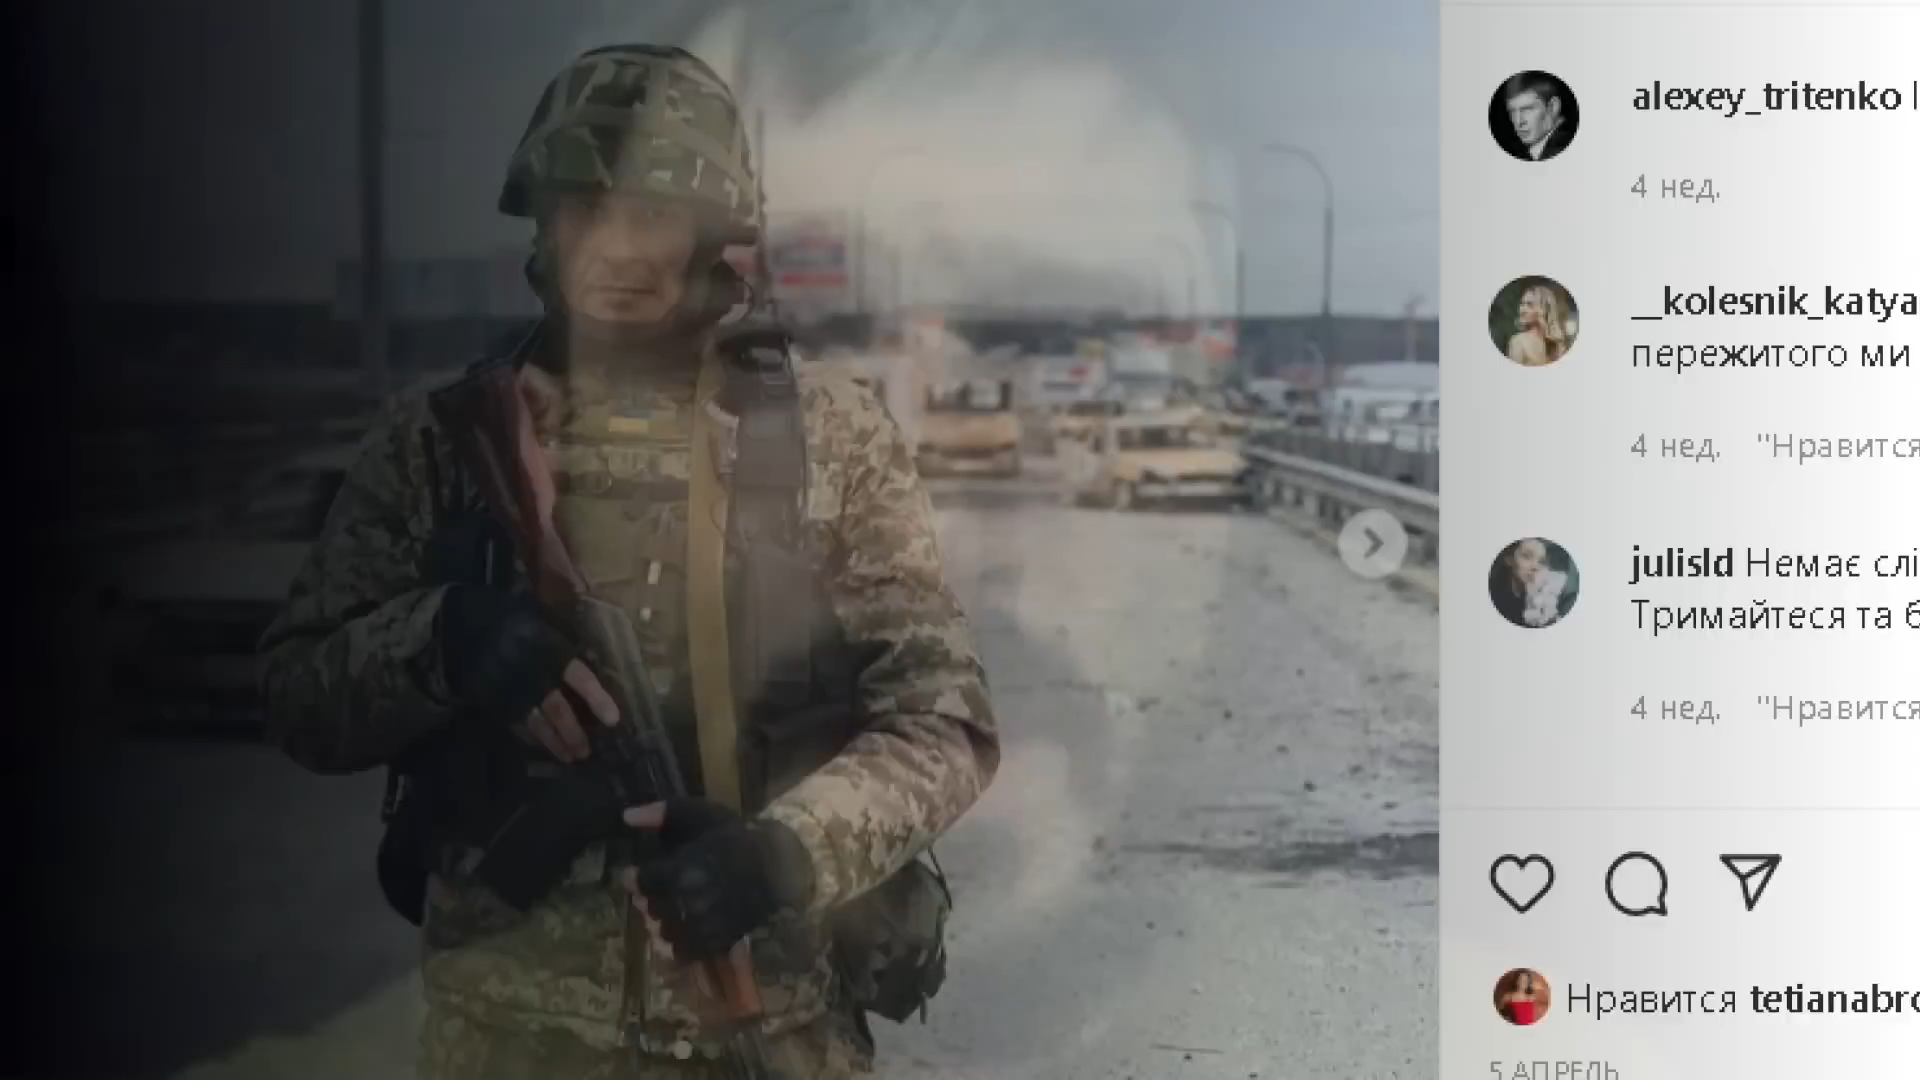 alexey_tritenko
4 нед.
__kolesnik_katya
пережитого ми
4 нед. "Нравится
julisld Немає слі
Тримайтеся та б
4 нед. "Нравится
Нравится tetianabro
5 АПРЕЛЬ